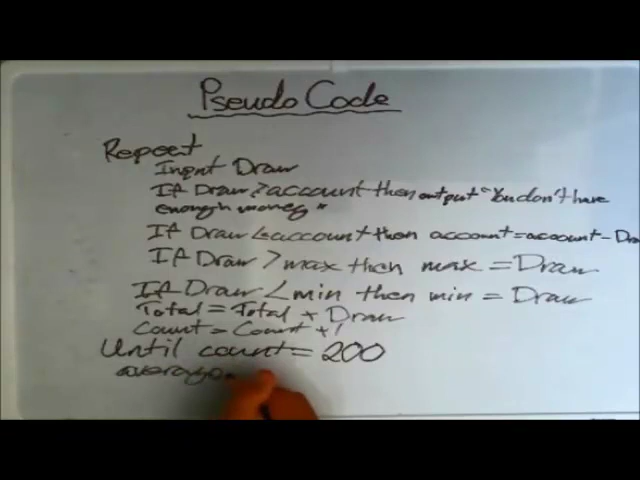 Pseudo Code
Repeat
Input Draw
If Draw > account then output "You don't have
enough money"
If Draw <= account then account = account - Dra
If Draw > max then max = Draw
If Draw < min then min = Draw
Total = Total + Draw
Count = Count + 1
Until count = 200
average